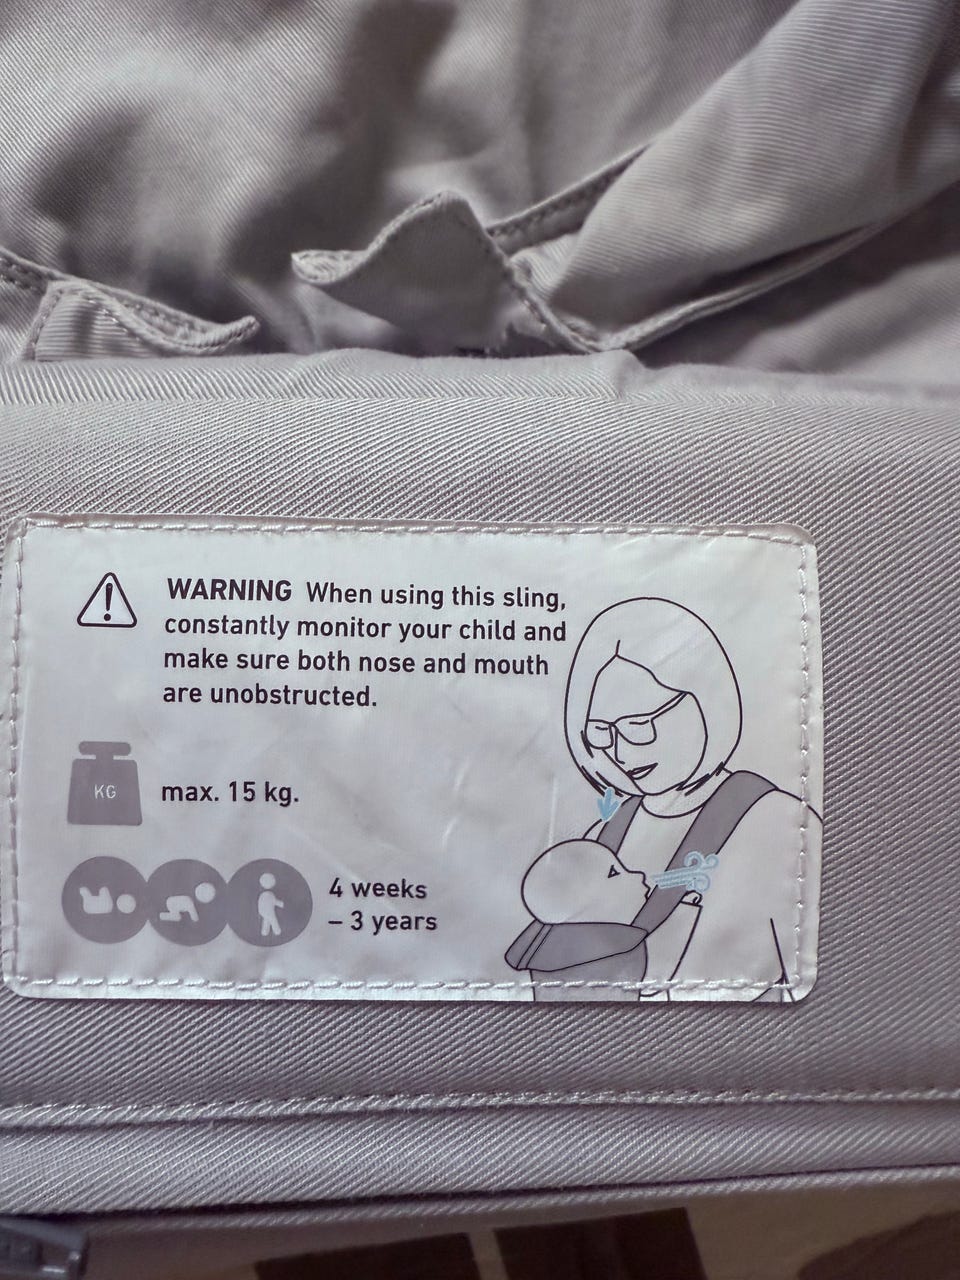 WARNING When using this sling,
constantly monitor your child and
make sure both nose and mouth
are unobstructed.
KG
max. 15 kg.
4 weeks
– 3 years